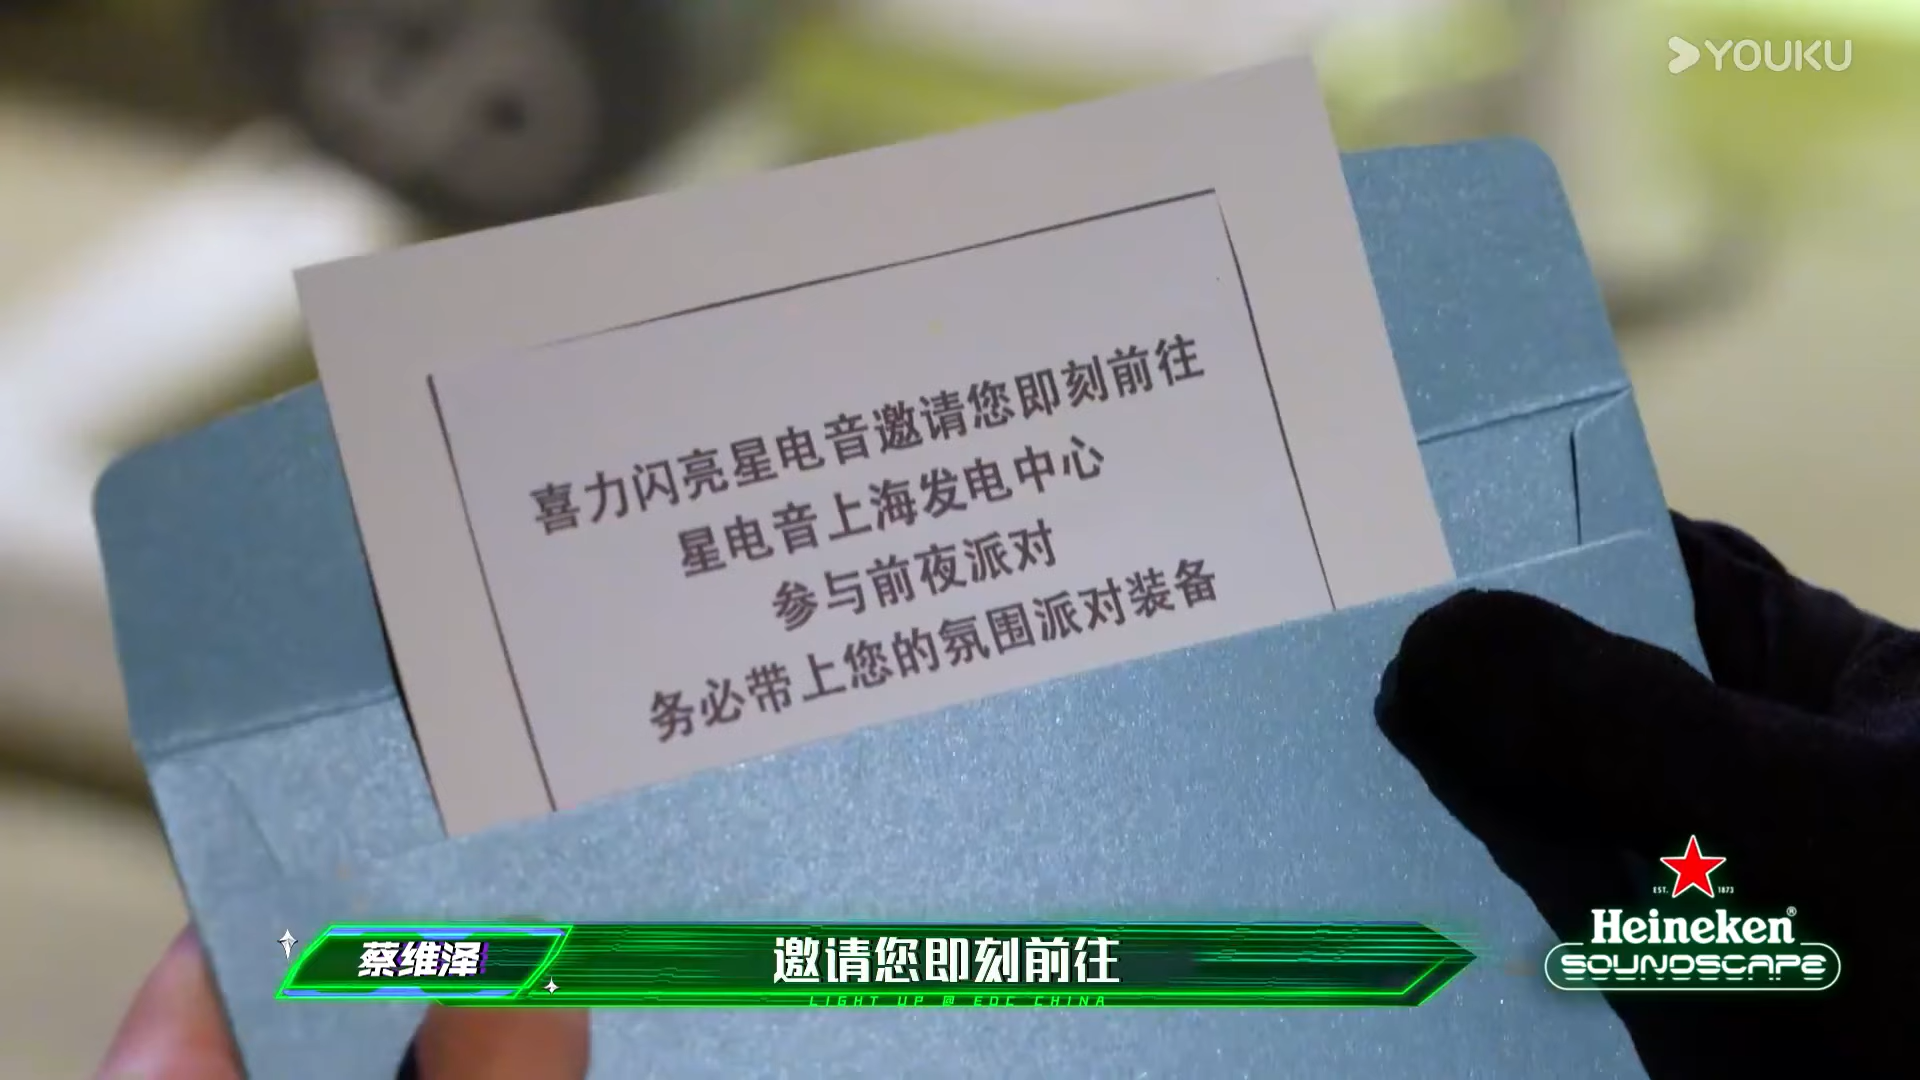 YOUKU
喜力闪亮星电音邀请您即刻前往
星电音上海发电中心
参与前夜派对
务必带上您的氛围派对装备
蔡维泽
邀请您即刻前往
LIGHT UP @ EDC CHINA
EST. 1873
Heineken®
SOUNDSCAPE